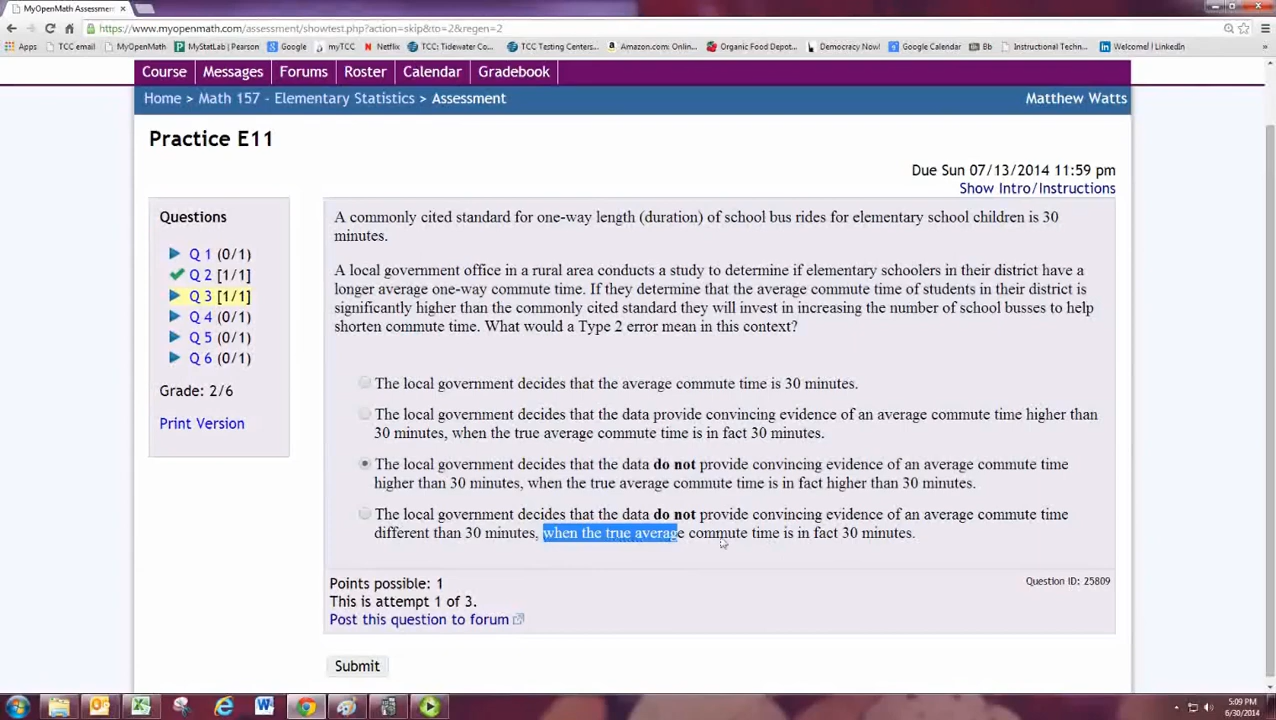 MyOpenMath Assessmen
https://www.myopenmath.com/assessment/showtest.php?action=skip&to=2&regen=2
Apps TCC email MyOpenMath MyStatLab | Pearson Google myTCC Netflix TCC: Tidewater Co... TCC Testing Centers... Amazon.com: Onlin... Organic Food Depot... Democracy Now! Google Calendar Bb Instructional Techn... Welcome! | LinkedIn
Course Messages Forums Roster Calendar Gradebook
Home > Math 157 - Elementary Statistics > Assessment
Matthew Watts
Practice E11
Due Sun 07/13/2014 11:59 pm
Show Intro/Instructions
Questions
Q 1 (0/1)
Q 2 [1/1]
Q 3 [1/1]
Q 4 (0/1)
Q 5 (0/1)
Q 6 (0/1)
Grade: 2/6
Print Version
A commonly cited standard for one-way length (duration) of school bus rides for elementary school children is 30
minutes.
A local government office in a rural area conducts a study to determine if elementary schoolers in their district have a
longer average one-way commute time. If they determine that the average commute time of students in their district is
significantly higher than the commonly cited standard they will invest in increasing the number of school busses to help
shorten commute time. What would a Type 2 error mean in this context?
The local government decides that the average commute time is 30 minutes.
The local government decides that the data provide convincing evidence of an average commute time higher than
30 minutes, when the true average commute time is in fact 30 minutes.
The local government decides that the data do not provide convincing evidence of an average commute time
higher than 30 minutes, when the true average commute time is in fact higher than 30 minutes.
The local government decides that the data do not provide convincing evidence of an average commute time
different than 30 minutes, when the true average commute time is in fact 30 minutes.
Points possible: 1
Question ID: 25809
This is attempt 1 of 3.
Post this question to forum
Submit
5:09 PM
6/30/2014